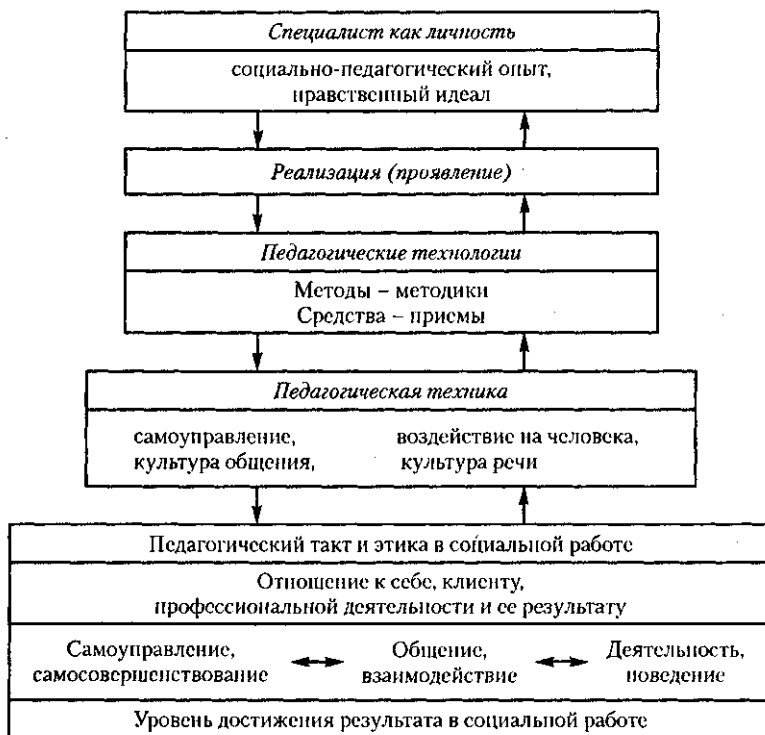 Специалист как личность
социально-педагогический опыт,
нравственный идеал
Реализация (проявление)
Педагогические технологии
Методы – методики
Средства – приемы
Педагогическая техника
самоуправление, воздействие на человека,
культура общения, культура речи
Педагогический такт и этика в социальной работе
Отношение к себе, клиенту,
профессиональной деятельности и ее результату
Самоуправление, Общение, Деятельность,
самосовершенствование взаимодействие поведение
Уровень достижения результата в социальной работе